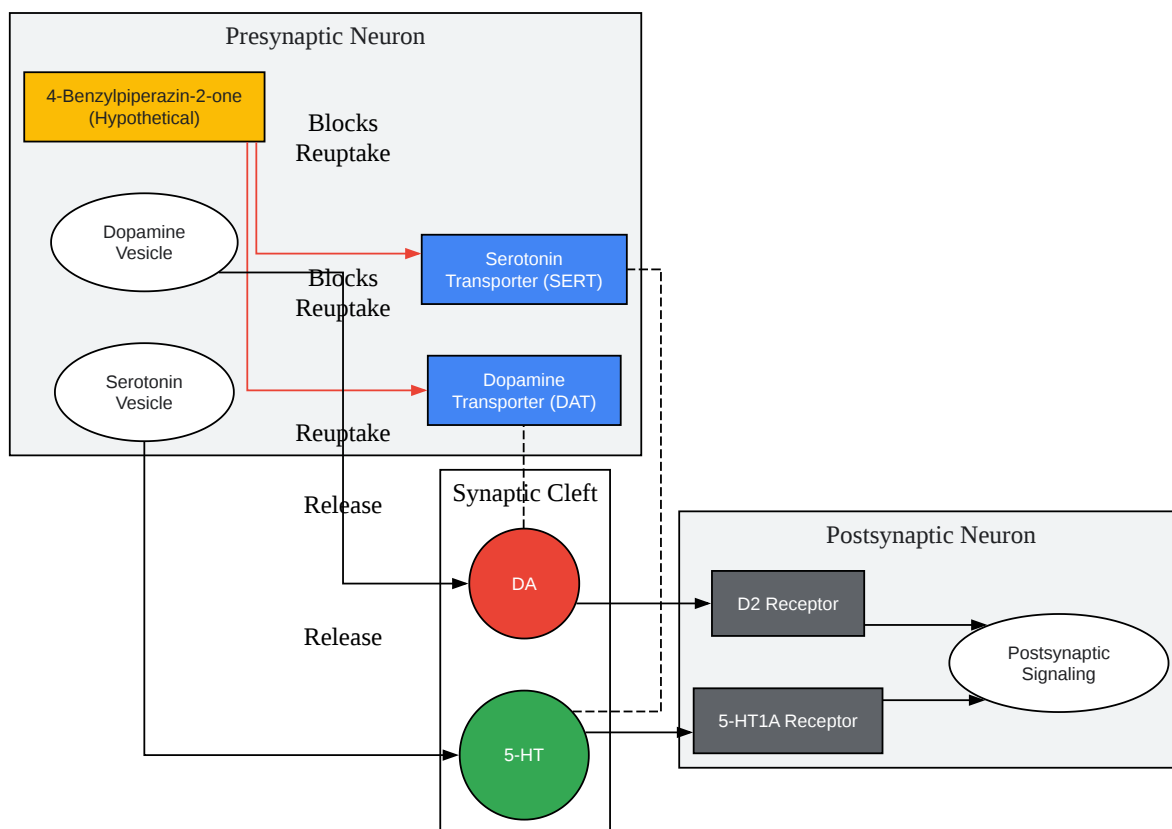 Presynaptic Neuron
4-Benzylpiperazin-2-one
(Hypothetical)
Blocks
Reuptake
Dopamine
Vesicle
Serotonin
Transporter (SERT)
Blocks
Reuptake
Serotonin
Vesicle
Dopamine
Transporter (DAT)
Reuptake
Synaptic Cleft
Release
Postsynaptic Neuron
DA
D2 Receptor
Release
Postsynaptic
Signaling
5-HT1A Receptor
5-HT